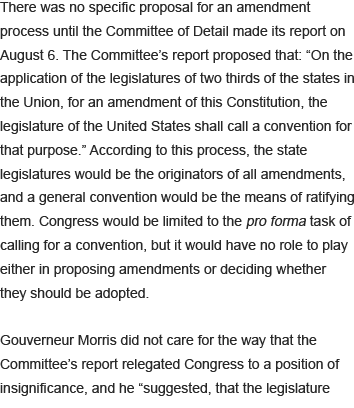 There was no specific proposal for an amendment
process until the Committee of Detail made its report on
August 6. The Committee’s report proposed that: “On the
application of the legislatures of two thirds of the states in
the Union, for an amendment of this Constitution, the
legislature of the United States shall call a convention for
that purpose.” According to this process, the state
legislatures would be the originators of all amendments,
and a general convention would be the means of ratifying
them. Congress would be limited to the pro forma task of
calling for a convention, but it would have no role to play
either in proposing amendments or deciding whether
they should be adopted.
Gouverneur Morris did not care for the way that the
Committee’s report relegated Congress to a position of
insignificance, and he “suggested, that the legislature